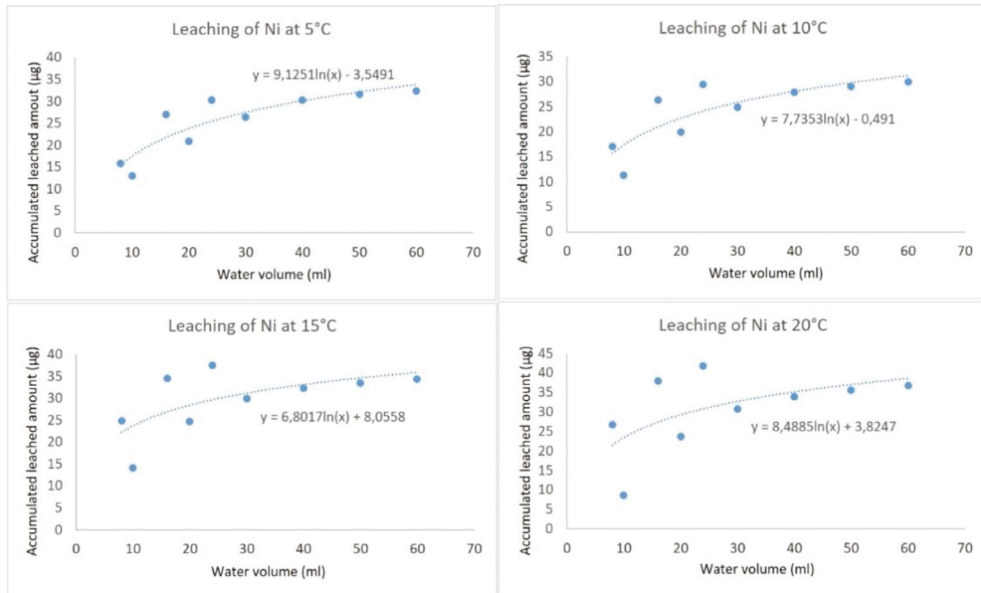 Leaching of Ni at 5°C
Accumulated leached amount (µg)
40
35
30
25
20
15
10
5
0
y = 9,1251ln(x) - 3,5491
0 10 20 30 40 50 60 70
Water volume (ml)
Leaching of Ni at 10°C
Accumulated leached amount (µg)
35
30
25
20
15
10
5
0
y = 7,7353ln(x) - 0,491
0 10 20 30 40 50 60 70
Water volume (ml)
Leaching of Ni at 15°C
Accumulated leached amount (µg)
40
35
30
25
20
15
10
5
0
y = 6,8017ln(x) + 8,0558
0 10 20 30 40 50 60 70
Water volume (ml)
Leaching of Ni at 20°C
Accumulated leached amount (µg)
45
40
35
30
25
20
15
10
5
0
y = 8,4885ln(x) + 3,8247
0 10 20 30 40 50 60 70
Water volume (ml)